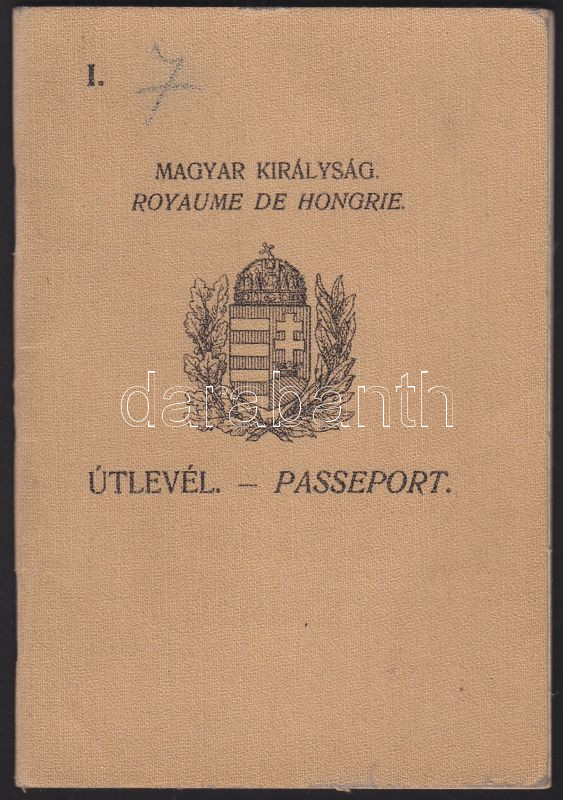 I. 7
MAGYAR KIRÁLYSÁG.
ROYAUME DE HONGRIE.
darabanth
ÚTLEVÉL. – PASSEPORT.